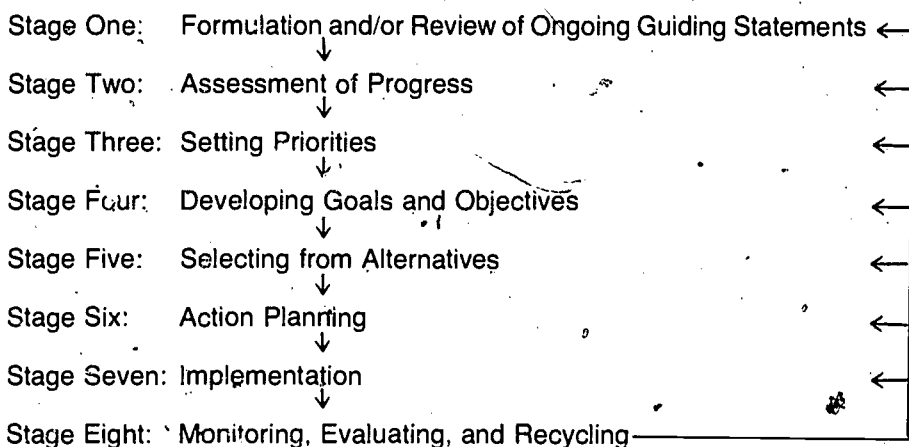 Stage One: Formulation and/or Review of Ongoing Guiding Statements
Stage Two: Assessment of Progress
Stage Three: Setting Priorities
Stage Four: Developing Goals and Objectives
Stage Five: Selecting from Alternatives
Stage Six: Action Planning
Stage Seven: Implementation
Stage Eight: Monitoring, Evaluating, and Recycling